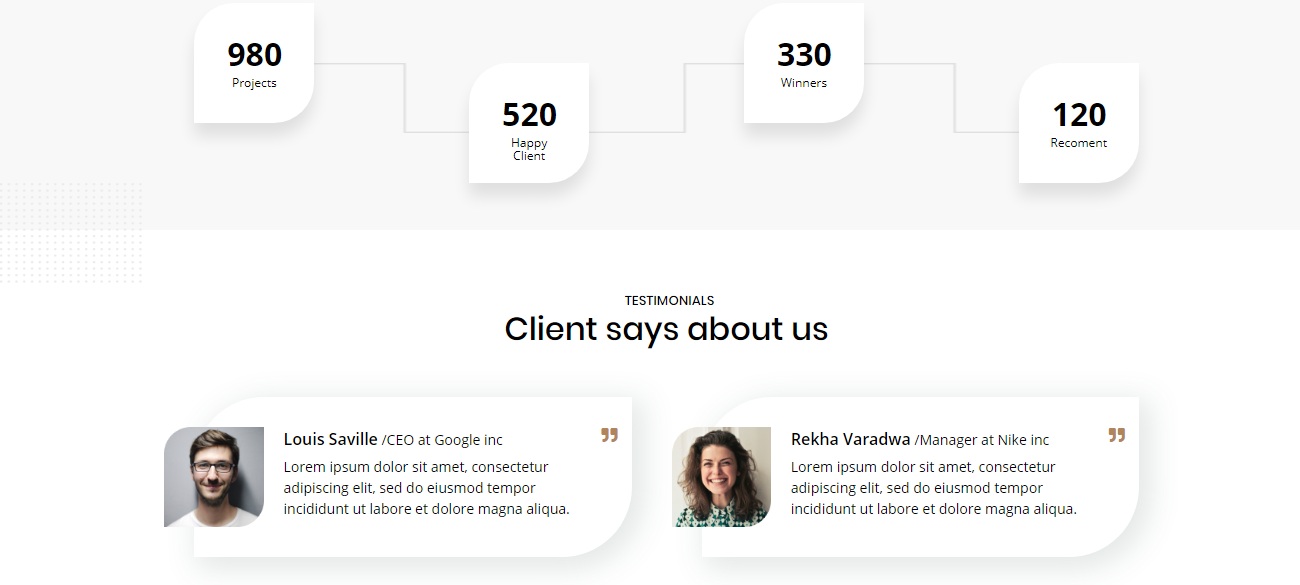 980
Projects
520
Happy
Client
330
Winners
120
Recoment
TESTIMONIALS
Client says about us
Louis Saville /CEO at Google inc
Lorem ipsum dolor sit amet, consectetur
adipiscing elit, sed do eiusmod tempor
incididunt ut labore et dolore magna aliqua.
Rekha Varadwa /Manager at Nike inc
Lorem ipsum dolor sit amet, consectetur
adipiscing elit, sed do eiusmod tempor
incididunt ut labore et dolore magna aliqua.